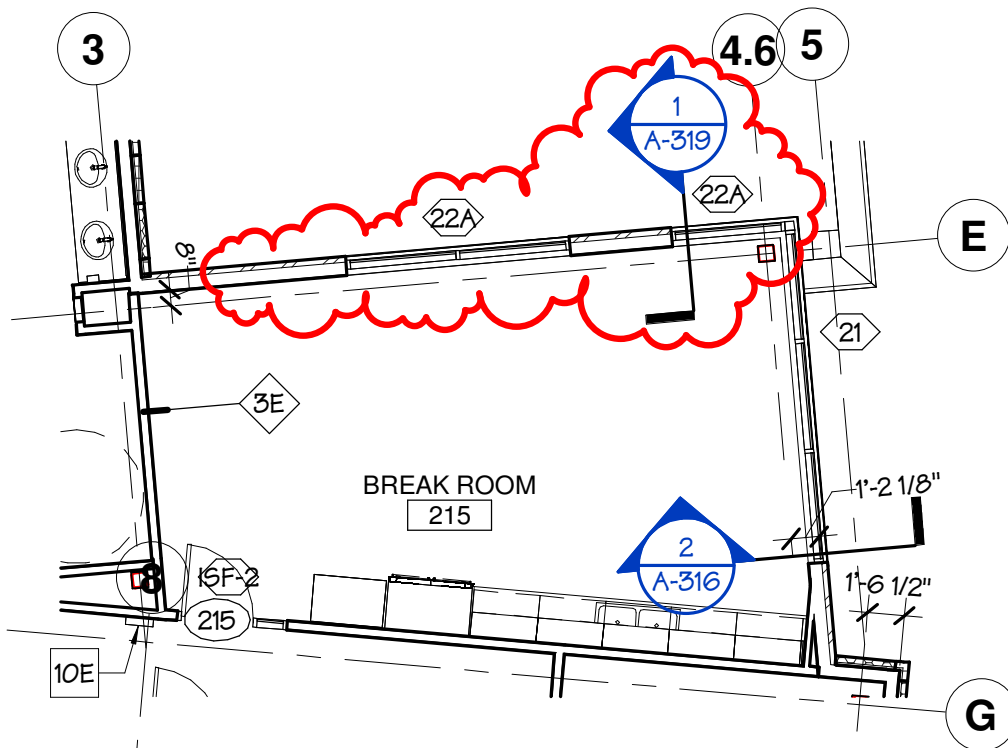 3
4.6
5
1
A-319
22A
22A
E
8"
21
3E
BREAK ROOM
215
1'-2 1/8"
2
A-316
8
ISF-2
1'-6 1/2"
215
10E
G